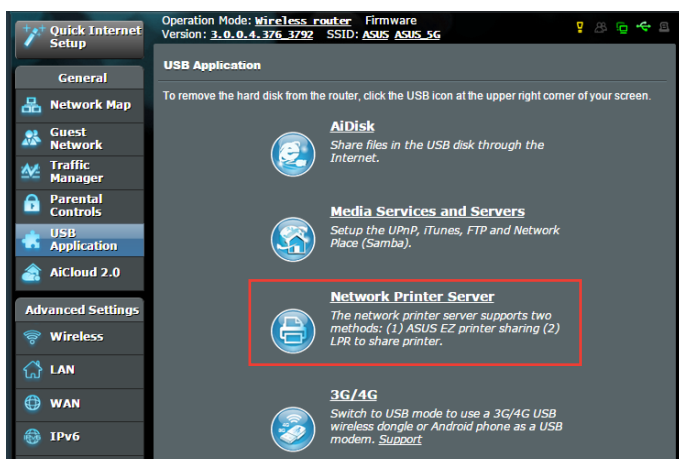 Quick Internet
Setup
Operation Mode: Wireless router Firmware
Version: 3.0.0.4.376_3792 SSID: ASUS ASUS_5G
General
Network Map
Guest
Network
Traffic
Manager
Parental
Controls
USB
Application
AiCloud 2.0
Advanced Settings
Wireless
LAN
WAN
IPv6
USB Application
To remove the hard disk from the router, click the USB icon at the upper right corner of your screen.
AiDisk
Share files in the USB disk through the
Internet.
Media Services and Servers
Setup the UPnP, iTunes, FTP and Network
Place (Samba).
Network Printer Server
The network printer server supports two
methods: (1) ASUS EZ printer sharing (2)
LPR to share printer.
3G/4G
Switch to USB mode to use a 3G/4G USB
wireless dongle or Android phone as a USB
modem. Support